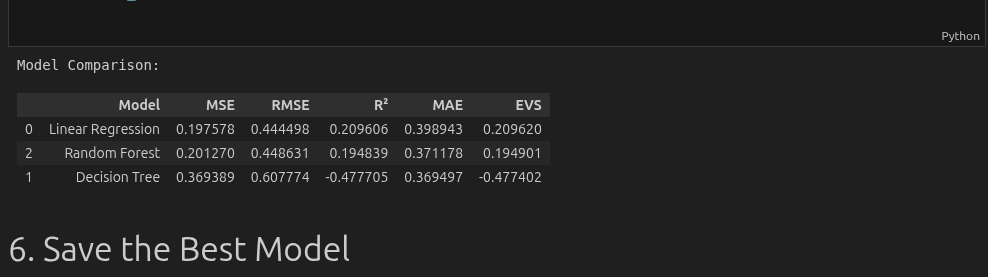 Python
Model Comparison:
Model MSE RMSE R² MAE EVS
0 Linear Regression 0.197578 0.444498 0.209606 0.398943 0.209620
2 Random Forest 0.201270 0.448631 0.194839 0.371178 0.194901
1 Decision Tree 0.369389 0.607774 -0.477705 0.369497 -0.477402
6. Save the Best Model